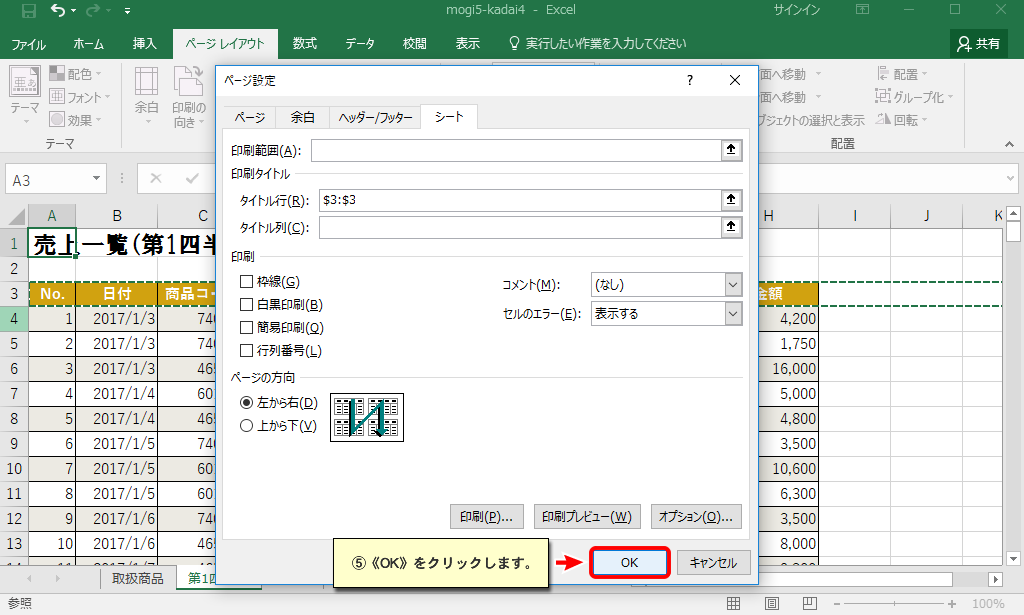 mogi5-kadai4 - Excel
サインイン
ファイル ホーム 挿入 ページ レイアウト 数式 データ 校閲 表示 実行したい作業を入力してください 共有
配色
フォント
効果
テーマ
余白
印刷の
向き
テーマ
面へ移動
面へ移動
ブジェクトの選択と表示
配置
グループ化
回転
配置
A3
ページ設定
?
ページ 余白 ヘッダー/フッター シート
印刷範囲(A):
印刷タイトル
タイトル行(R): $3:$3
タイトル列(C):
印刷
枠線(G)
白黒印刷(B)
簡易印刷(Q)
行列番号(L)
コメント(M): (なし)
セルのエラー(E): 表示する
ページの方向
左から右(D)
上から下(V)
印刷(P)... 印刷プレビュー(W) オプション(O)...
OK キャンセル
⑤《OK》をクリックします。
A B C H I J K
1 売上一覧(第1四半
2
3 No. 日付 商品コ 金額
4 1 2017/1/3 740 4,200
5 2 2017/1/3 740 1,750
6 3 2017/1/3 465 16,000
7 4 2017/1/4 601 5,000
8 5 2017/1/4 465 4,800
9 6 2017/1/5 740 3,500
10 7 2017/1/5 601 10,600
11 8 2017/1/5 601 6,300
12 9 2017/1/6 740 3,500
13 10 2017/1/6 465 8,000
取扱商品 第1四
参照
100%